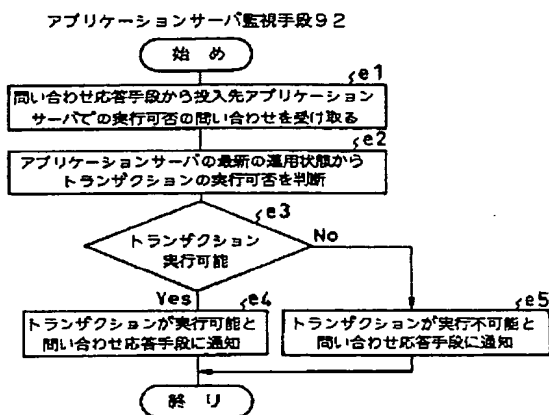 アプリケーションサーバ監視手段92
始め
e1
問い合わせ応答手段から投入先アプリケーション
サーバでの実行可否の問い合わせを受け取る
e2
アプリケーションサーバの最新の運用状態から
トランザクションの実行可否を判断
e3
トランザクション
実行可能
No
Yes
e4
トランザクションが実行可能と
問い合わせ応答手段に通知
e5
トランザクションが実行不可能と
問い合わせ応答手段に通知
終り